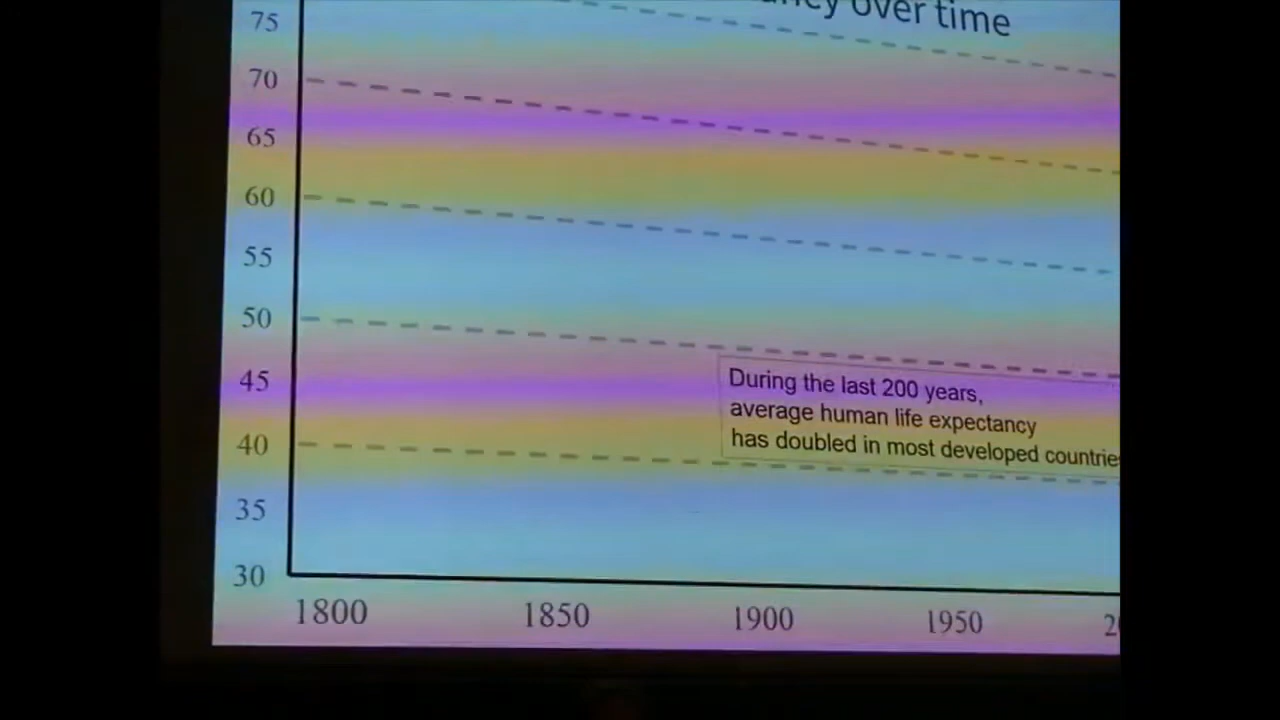 over time
75
70
65
60
55
50
45
40
35
30
During the last 200 years,
average human life expectancy
has doubled in most developed
1800 1850 1900 1950